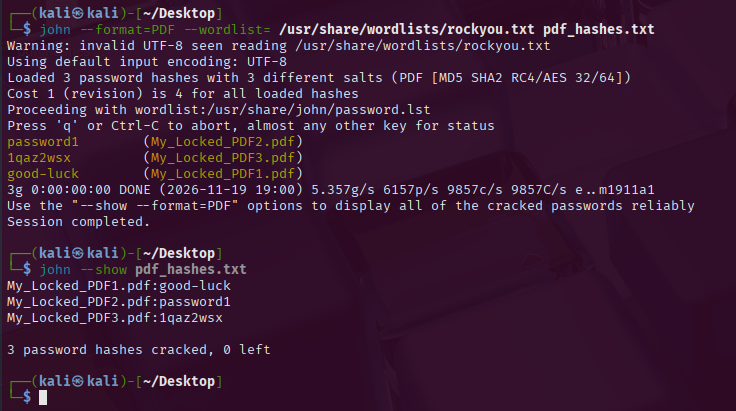 ┌──(kali㉿kali)-[~/Desktop]
└─$ john --format=PDF --wordlist= /usr/share/wordlists/rockyou.txt pdf_hashes.txt
Warning: invalid UTF-8 seen reading /usr/share/wordlists/rockyou.txt
Using default input encoding: UTF-8
Loaded 3 password hashes with 3 different salts (PDF [MD5 SHA2 RC4/AES 32/64])
Cost 1 (revision) is 4 for all loaded hashes
Proceeding with wordlist:/usr/share/john/password.lst
Press 'q' or Ctrl-C to abort, almost any other key for status
password1        (My_Locked_PDF2.pdf)
1qaz2wsx         (My_Locked_PDF3.pdf)
good-luck        (My_Locked_PDF1.pdf)
3g 0:00:00:00 DONE (2026-11-19 19:00) 5.357g/s 6157p/s 9857c/s 9857C/s e..m1911a1
Use the "--show --format=PDF" options to display all of the cracked passwords reliably
Session completed.
┌──(kali㉿kali)-[~/Desktop]
└─$ john --show pdf_hashes.txt
My_Locked_PDF1.pdf:good-luck
My_Locked_PDF2.pdf:password1
My_Locked_PDF3.pdf:1qaz2wsx
3 password hashes cracked, 0 left
┌──(kali㉿kali)-[~/Desktop]
└─$